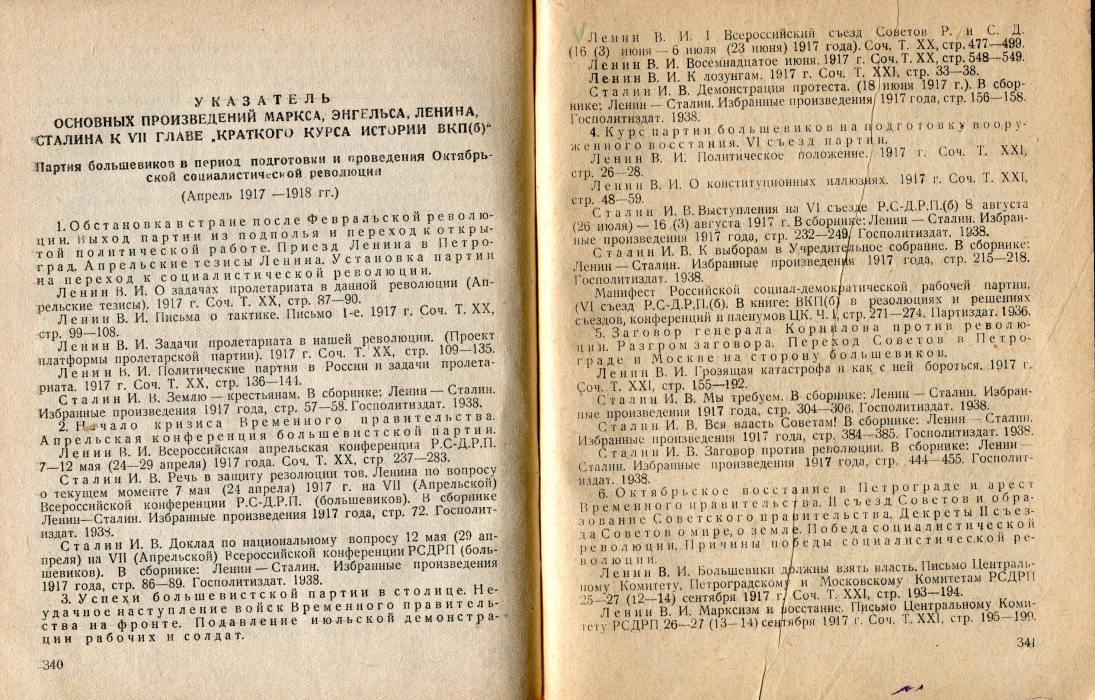 УКАЗАТЕЛЬ
ОСНОВНЫХ ПРОИЗВЕДЕНИЙ МАРКСА, ЭНГЕЛЬСА, ЛЕНИНА,
СТАЛИНА К VII ГЛАВЕ „КРАТКОГО КУРСА ИСТОРИИ ВКП(б)"
Партия большевиков в период подготовки и проведения Октябрь-
ской социалистической революции
(Апрель 1917 —1918 гг.)
1. Обстановка в стране после Февральской револю-
ции. Выход партии из подполья и переход к откры-
той политической работе. Приезд Ленина в Петро-
град. Апрельские тезисы Ленина. Установка партии
на переход к социалистической революции.
Ленин В. И. О задачах пролетариата в данной революции (Ап-
рельские тезисы). 1917 г. Соч. Т. XX, стр. 87—90.
Ленин В. И. Письма о тактике. Письмо 1-е. 1917 г. Соч. Т. XX,
стр. 99—108.
Ленин В. И. Задачи пролетариата в нашей революции. (Проект
платформы пролетарской партии). 1917 г. Соч. Т. XX, стр. 109—135.
Ленин В. И. Политические партии в России и задачи пролета-
риата. 1917 г. Соч. Т. XX, стр. 136—144.
Сталин И. В. Землю — крестьянам. В сборнике: Ленин — Сталин.
Избранные произведения 1917 года, стр. 57—58. Госполитиздат. 1938.
2. Начало кризиса Временного правительства.
Апрельская конференция большевистской партии.
Ленин В. И. Всероссийская апрельская конференция Р.С-Д.Р.П.
7—12 мая (24—29 апреля) 1917 года. Соч. Т. XX, стр. 237—283.
Сталин И. В. Речь в защиту резолюции тов. Ленина по вопросу
о текущем моменте 7 мая (24 апреля) 1917 г. на VII (Апрельской)
Всероссийской конференции Р.С-Д.Р.П. (большевиков). В сборнике
Ленин—Сталин. Избранные произведения 1917 года, стр. 72. Госполит-
издат. 1938.
Сталин И. В. Доклад по национальному вопросу 12 мая (29 ап-
преля) на VII (Апрельской) Всероссийской конференции РСДРП (боль-
шевиков). В сборнике: Ленин — Сталин. Избранные произведения
1917 года, стр. 86—89. Госполитиздат. 1938.
3. Успехи большевистской партии в столице. Не-
удачное наступление войск Временного правитель-
ства на фронте. Подавление июльской демонстра-
ции рабочих и солдат.
340
Ленин В. И. I Всероссийский съезд Советов Р. и С. Д.
(16 (3) июня — 6 июля (23 июня) 1917 года). Соч. Т. XX, стр. 477—499.
Ленин В. И. Восемнадцатое июня. 1917 г. Соч. Т. XX, стр. 548—549.
Ленин В. И. К лозунгам. 1917 г. Соч. Т. XXI, стр. 33—38.
Сталин И. В. Демонстрация протеста. (18 июня 1917 г.). В сбор-
нике: Ленин — Сталин. Избранные произведения 1917 года, стр. 156—158.
Госполитиздат. 1938.
4. Курс партии большевиков на подготовку воору-
женного восстания. VI съезд партии.
Ленин В. И. Политическое положение. 1917 г. Соч. Т. XXI,
стр. 26—28.
Ленин В. И. О конституционных иллюзиях. 1917 г. Соч. Т. XXI,
стр. 48—59.
Сталин И. В. Выступления на VI съезде Р.С-Д.Р.П.(б) 8 августа
(26 июля) — 16 (3) августа 1917 г. В сборнике: Ленин — Сталин. Избран-
ные произведения 1917 года, стр. 232—249. Госполитиздат. 1938.
Сталин И. В. К выборам в Учредительное собрание. В сборнике:
Ленин — Сталин. Избранные произведения 1917 года, стр. 215—218.
Госполитиздат. 1938.
Манифест Российской социал-демократической рабочей партии.
(VI съезд Р.С-Д.Р.П.(б). В книге: ВКП(б) в резолюциях и решениях
съездов, конференций и пленумов ЦК. Ч. I, стр. 271—274. Партиздат. 1936.
5. Заговор генерала Корнилова против револю-
ции. Разгром заговора. Переход Советов в Петро-
граде и Москве на сторону большевиков.
Ленин В. И. Грозящая катастрофа и как с ней бороться. 1917 г.
Соч. Т. XXI, стр. 155—192.
Сталин И. В. Мы требуем. В сборнике: Ленин — Сталин. Избран-
ные произведения 1917 года, стр. 304—306. Госполитиздат. 1938.
Сталин И. В. Вся власть Советам! В сборнике: Ленин — Сталин.
Избранные произведения 1917 года, стр. 384—385. Госполитиздат. 1938.
Сталин И. В. Заговор против революции. В сборнике: Ленин —
Сталин. Избранные произведения 1917 года, стр. 444—455. Госполит-
издат. 1938.
6. Октябрьское восстание в Петрограде и арест
Временного правительства. II съезд Советов и обра-
зование Советского правительства. Декреты II съез-
да Советов о мире, о земле. Победа социалистической
революции. Причины победы социалистической ре-
волюции.
Ленин В. И. Большевики должны взять власть. Письмо Централь-
ному Комитету, Петроградскому и Московскому Комитетам РСДРП
25—27 (12—14) сентября 1917 г. Соч. Т. XXI, стр. 193—194.
Ленин В. И. Марксизм и восстание. Письмо Центральному Коми-
тету РСДРП 26—27 (13—14) сентября 1917 г. Соч. Т. XXI, стр. 195—199.
341